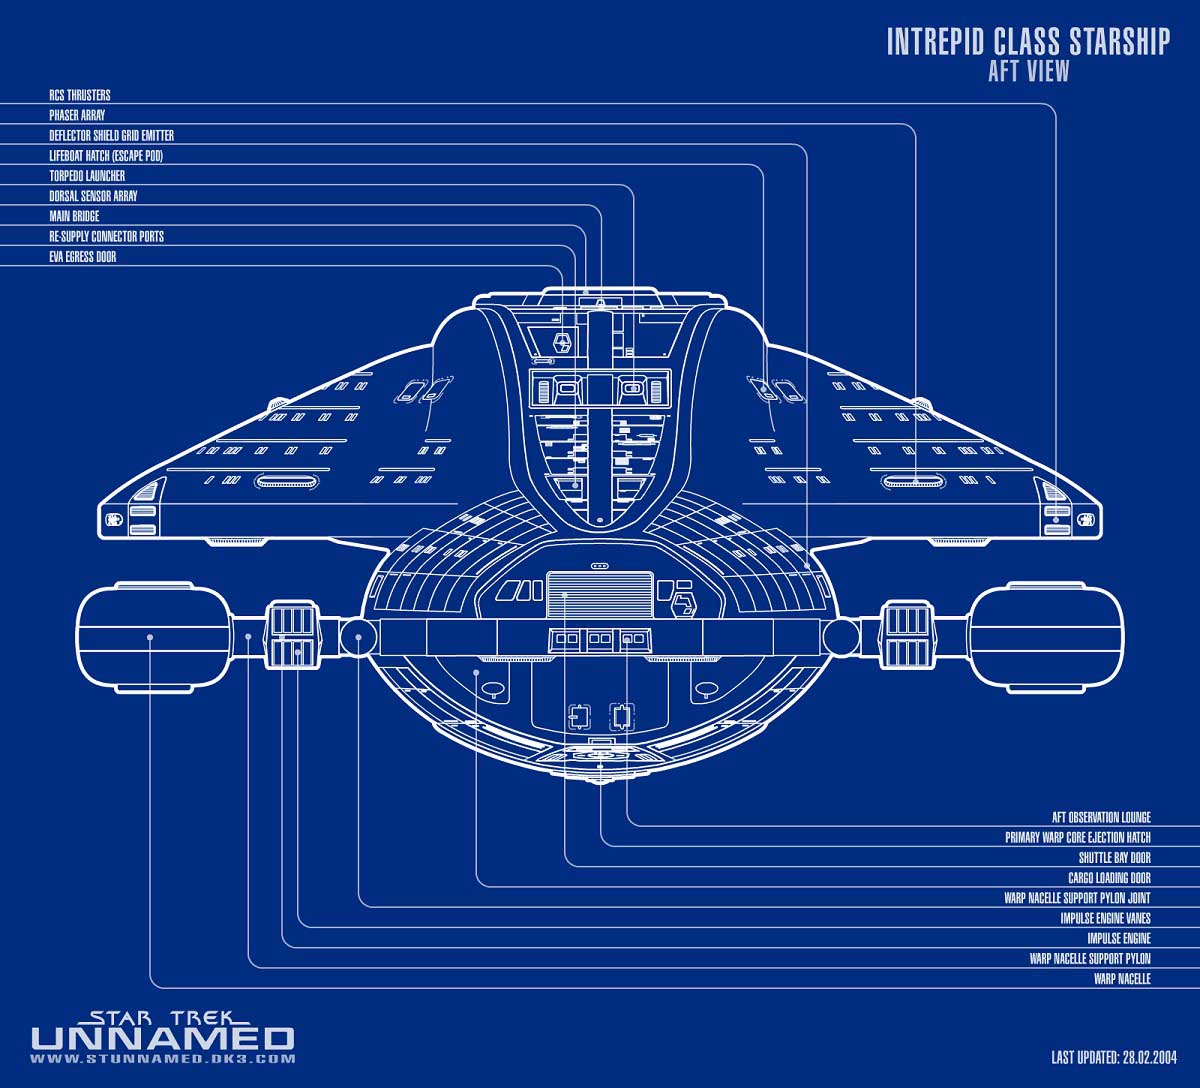 INTREPID CLASS STARSHIP
AFT VIEW
RCS THRUSTERS
PHASER ARRAY
DEFLECTOR SHIELD GRID EMITTER
LIFEBOAT HATCH (ESCAPE POD)
TORPEDO LAUNCHER
DORSAL SENSOR ARRAY
MAIN BRIDGE
RE-SUPPLY CONNECTOR PORTS
EVA EGRESS DOOR
AFT OBSERVATION LOUNGE
PRIMARY WARP CORE EJECTION HATCH
SHUTTLE BAY DOOR
CARGO LOADING DOOR
WARP NACELLE SUPPORT PYLON JOINT
IMPULSE ENGINE VANES
IMPULSE ENGINE
WARP NACELLE SUPPORT PYLON
WARP NACELLE
STAR TREK
UNNAMED
WWW.STUNNAMED.DK3.COM
LAST UPDATED: 28.02.2004